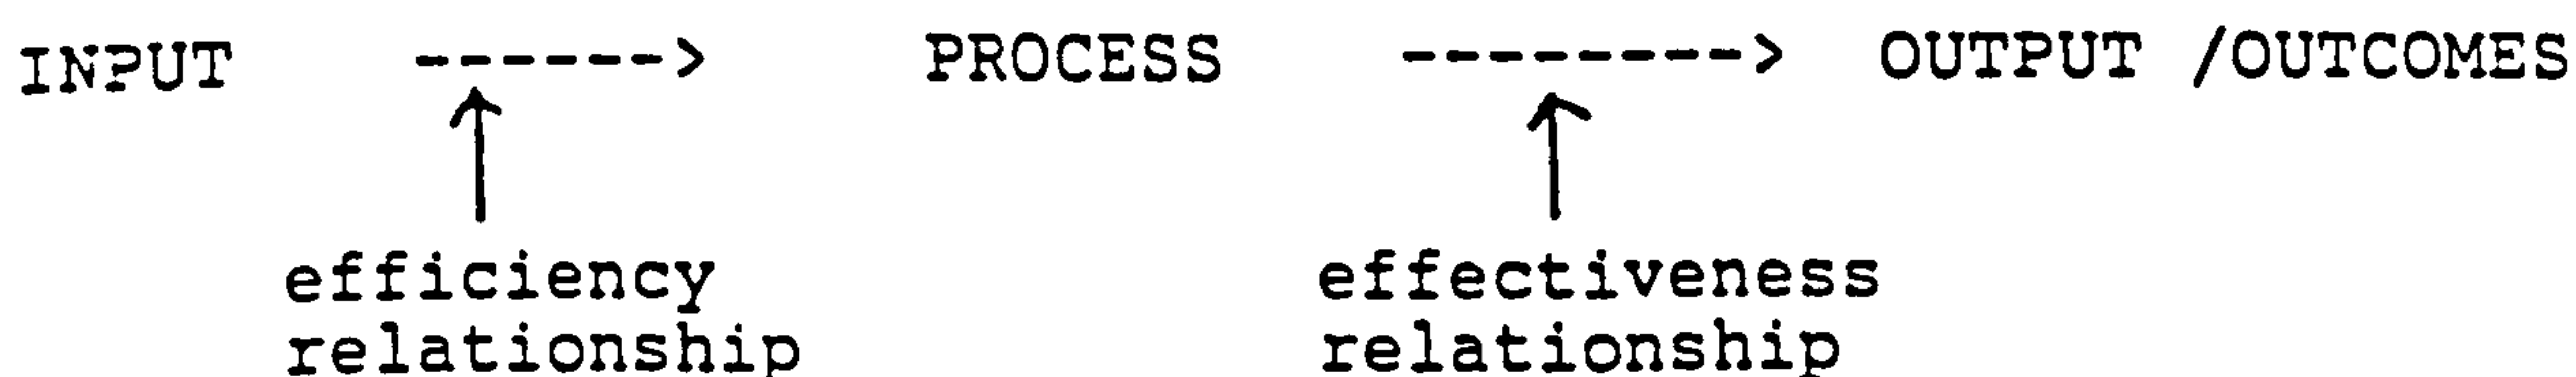 INPUT ------> PROCESS --------> OUTPUT /OUTCOMES
efficiency effectiveness
relationship relationship